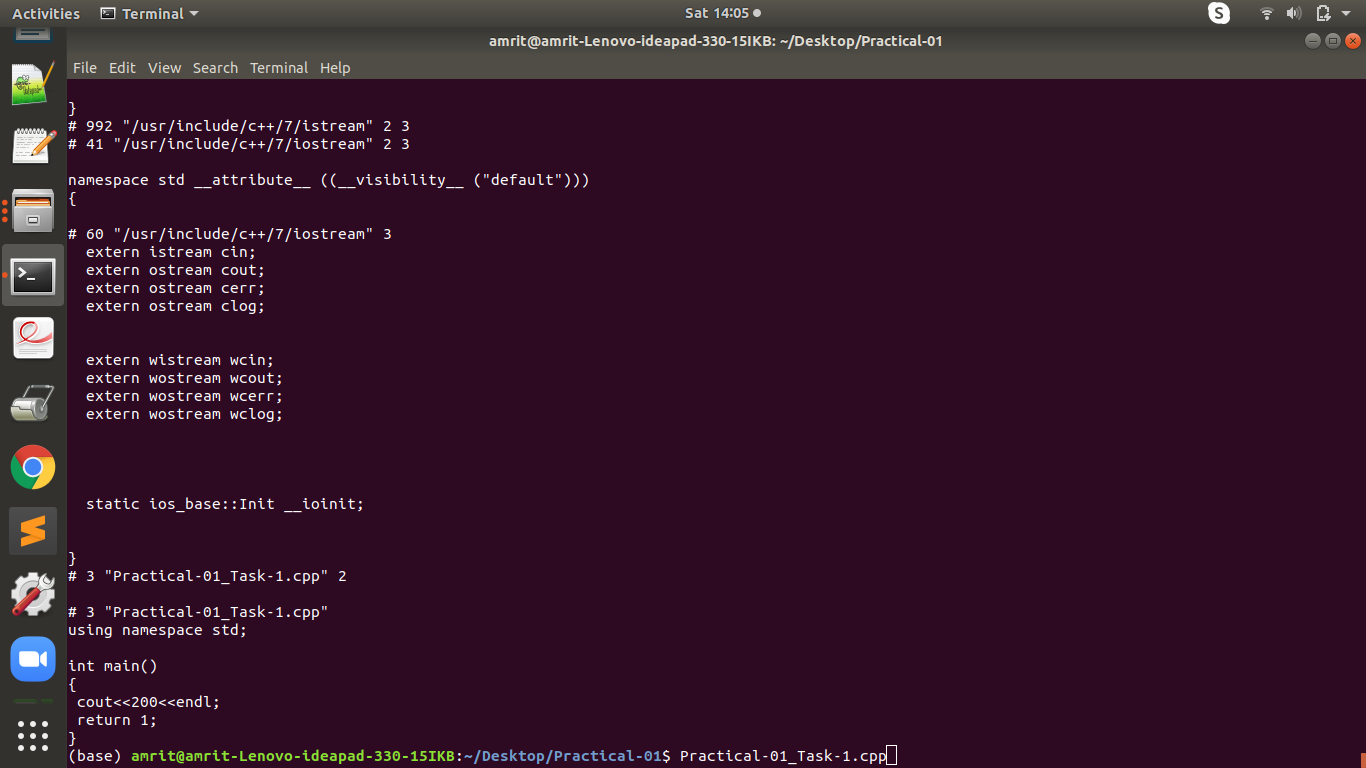 Activities Terminal Sat 14:05
amrit@amrit-Lenovo-ideapad-330-15IKB: ~/Desktop/Practical-01
File Edit View Search Terminal Help
}
# 992 "/usr/include/c++/7/istream" 2 3
# 41 "/usr/include/c++/7/iostream" 2 3
namespace std __attribute__ ((__visibility__ ("default")))
{
# 60 "/usr/include/c++/7/iostream" 3
extern istream cin;
extern ostream cout;
extern ostream cerr;
extern ostream clog;
extern wistream wcin;
extern wostream wcout;
extern wostream wcerr;
extern wostream wclog;
static ios_base::Init __ioinit;
}
# 3 "Practical-01_Task-1.cpp" 2
# 3 "Practical-01_Task-1.cpp"
using namespace std;
int main()
{
cout<<200<<endl;
return 1;
}
(base) amrit@amrit-Lenovo-ideapad-330-15IKB:~/Desktop/Practical-01$ Practical-01_Task-1.cpp